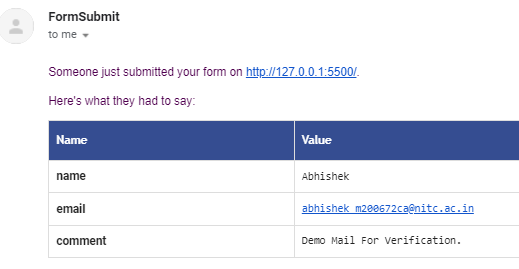 FormSubmit
to me
Someone just submitted your form on http://127.0.0.1:5500/.
Here's what they had to say:
Name Value
name Abhishek
email abhishek_m200672ca@nitc.ac.in
comment Demo Mail For Verification.